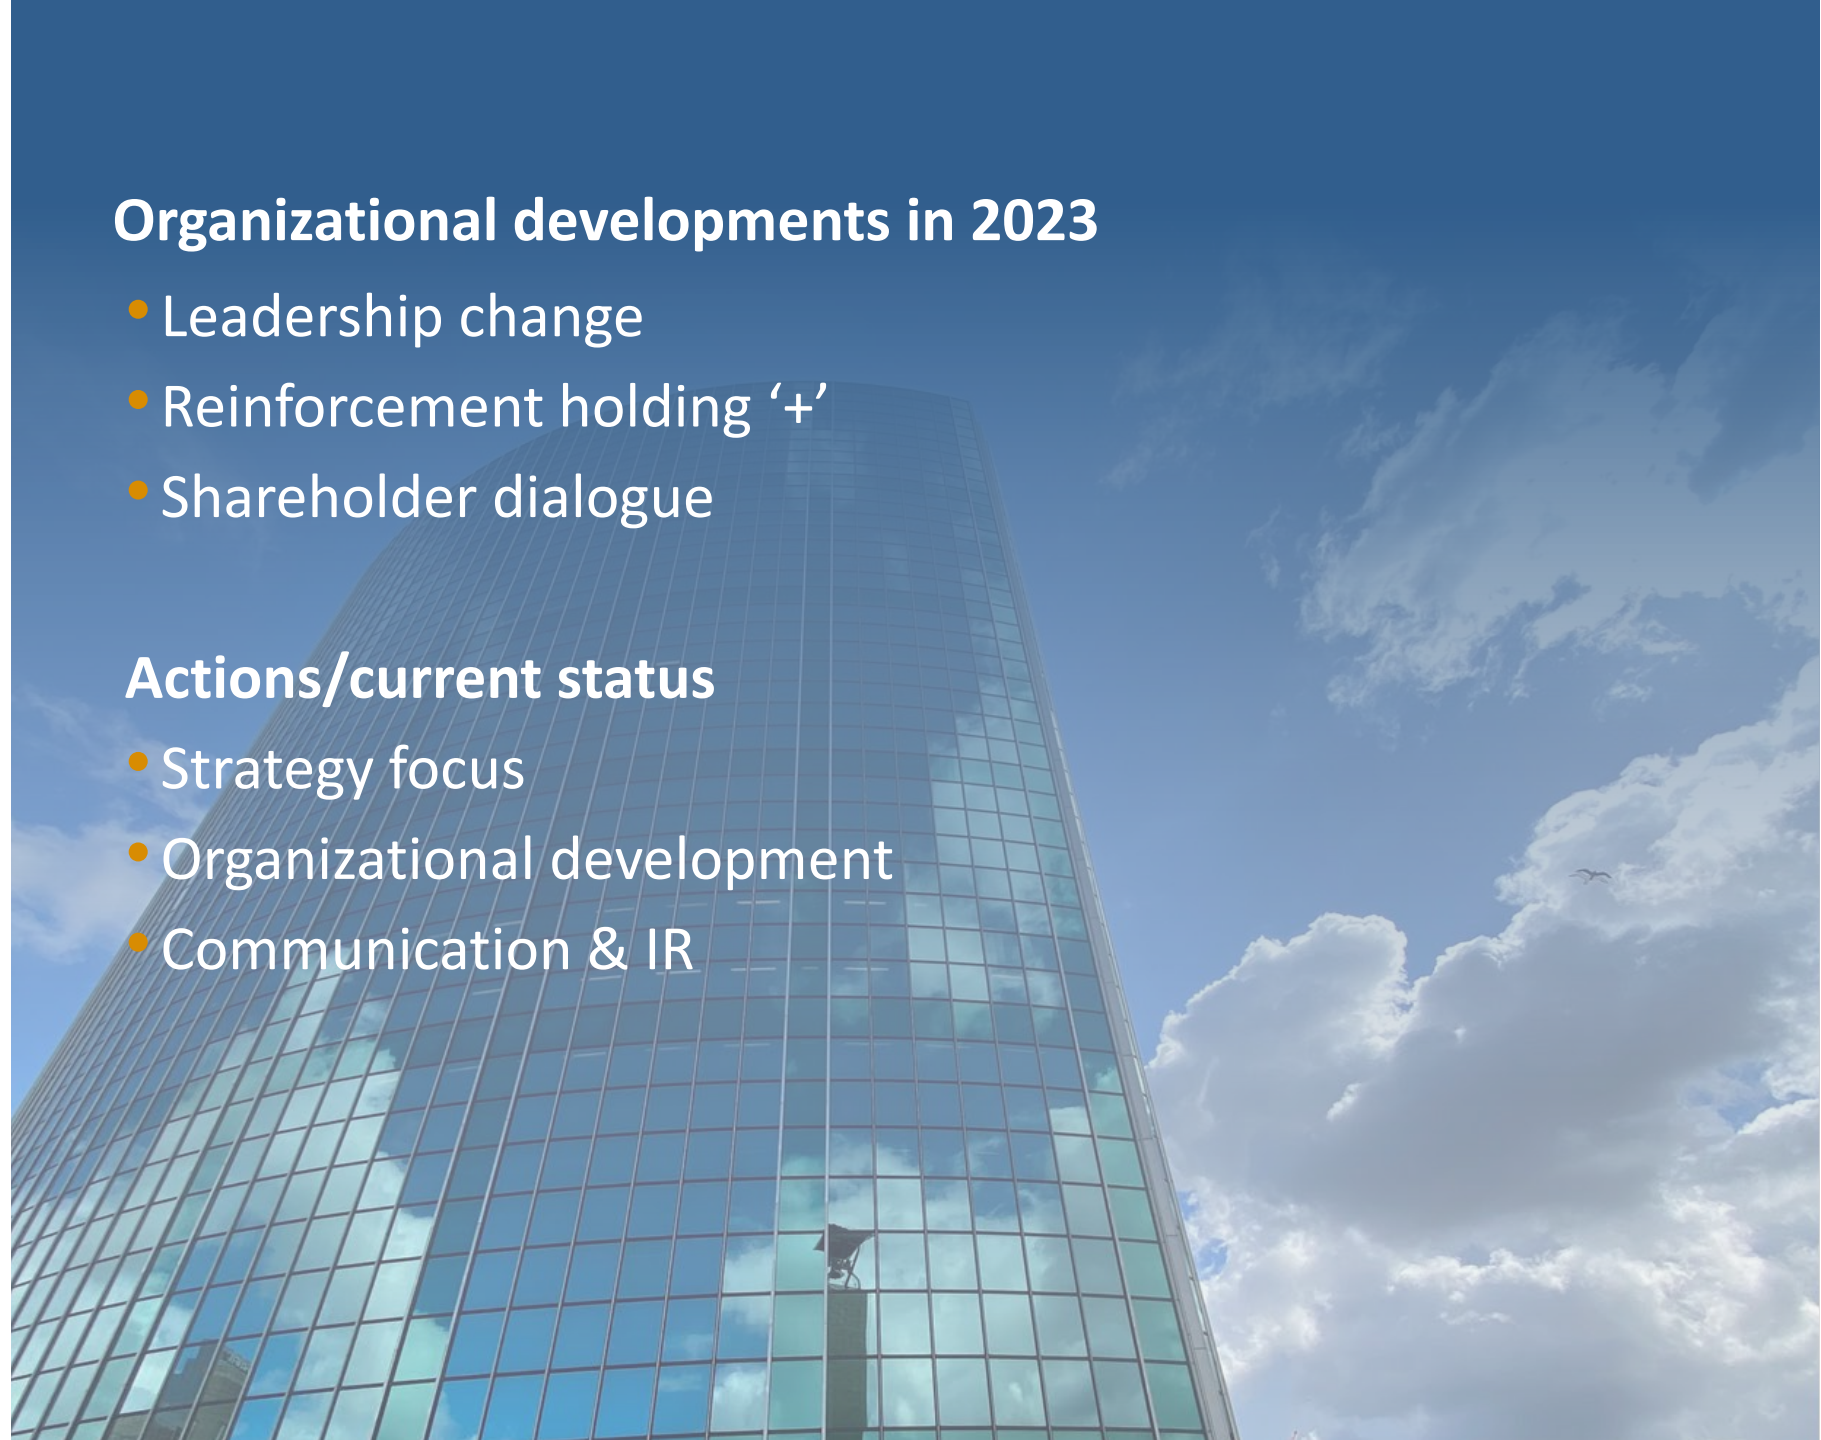 Organizational developments in 2023
• Leadership change
• Reinforcement holding ‘+’
• Shareholder dialogue
Actions/current status
• Strategy focus
• Organizational development
• Communication & IR